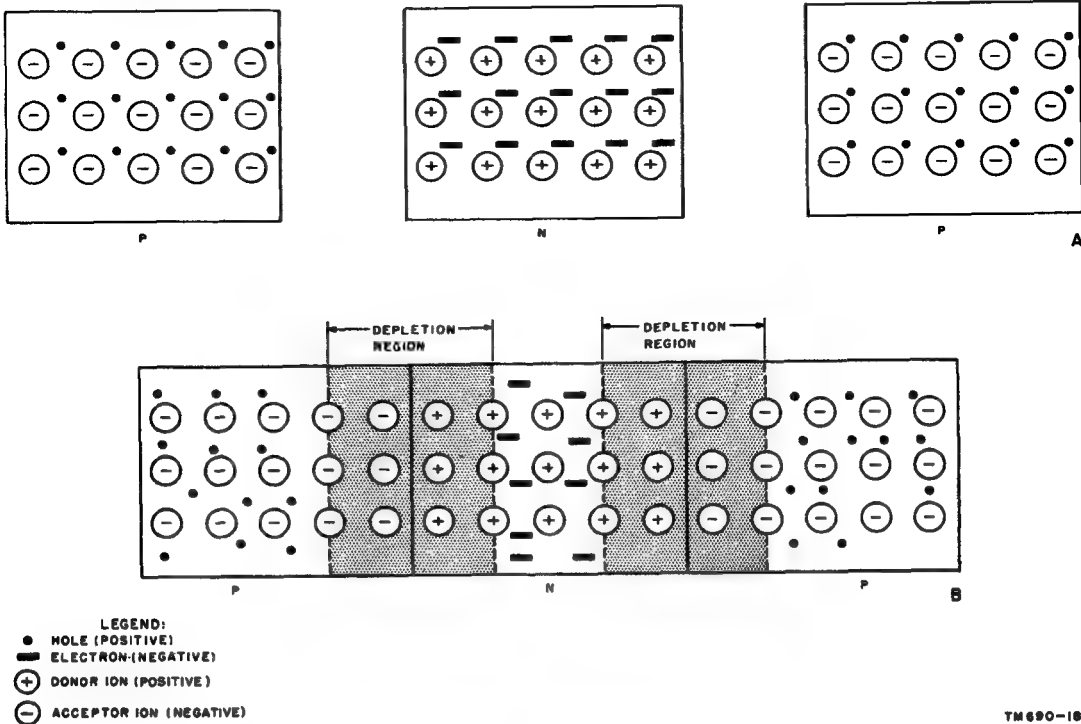 P
N
P
A
DEPLETION
REGION
DEPLETION
REGION
P
N
P
B
LEGEND:
HOLE (POSITIVE)
ELECTRON-(NEGATIVE)
+ DONOR ION (POSITIVE)
- ACCEPTOR ION (NEGATIVE)
TM690-18